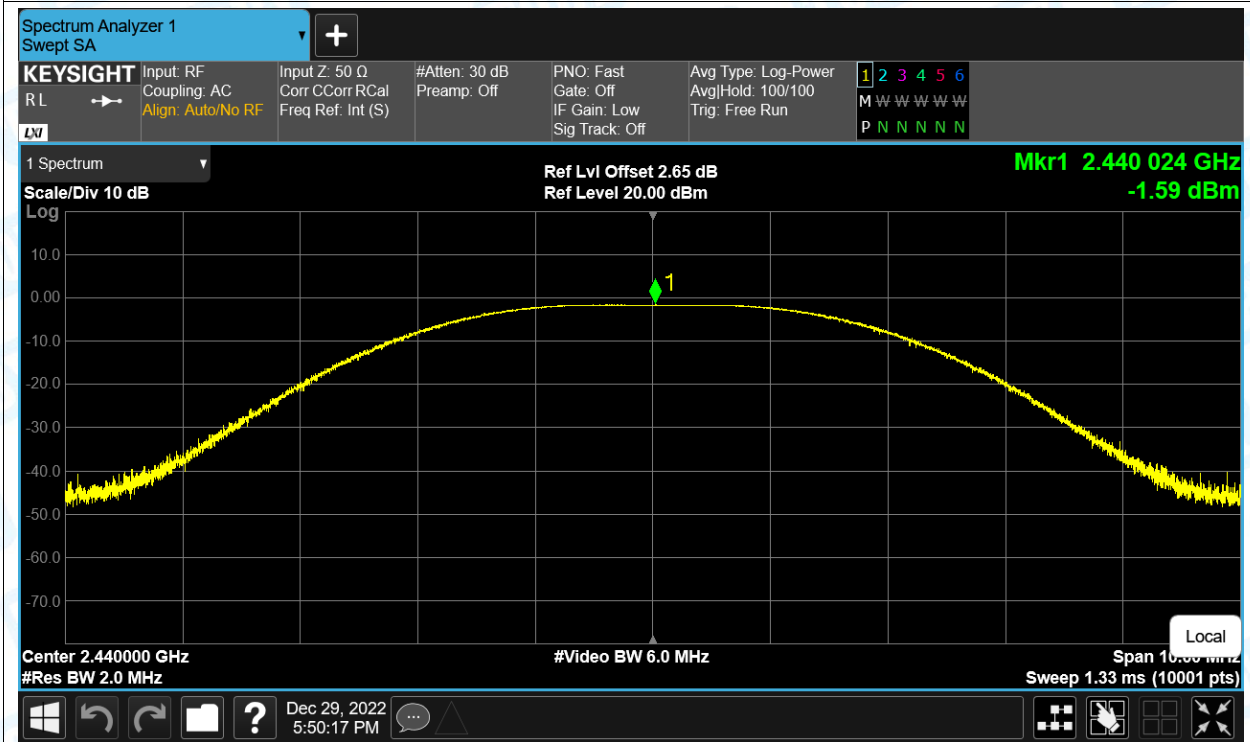 Spectrum Analyzer 1
Swept SA
+
KEYSIGHT
R L
LXI
Input: RF
Coupling: AC
Align: Auto/No RF
Input Z: 50 Ω
Corr CCorr RCal
Freq Ref: Int (S)
#Atten: 30 dB
Preamp: Off
PNO: Fast
Gate: Off
IF Gain: Low
Sig Track: Off
Avg Type: Log-Power
Avg|Hold: 100/100
Trig: Free Run
1 2 3 4 5 6
M W W W W W
P N N N N N
1 Spectrum
Scale/Div 10 dB
Log
Ref Lvl Offset 2.65 dB
Ref Level 20.00 dBm
Mkr1 2.440 024 GHz
-1.59 dBm
1
10.0
0.00
-10.0
-20.0
-30.0
-40.0
-50.0
-60.0
-70.0
Local
Center 2.440000 GHz
#Res BW 2.0 MHz
#Video BW 6.0 MHz
Span 10.00 MHz
Sweep 1.33 ms (10001 pts)
?
Dec 29, 2022
5:50:17 PM